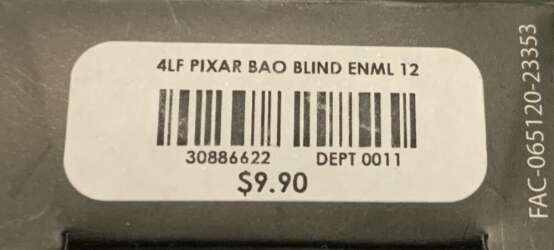 4LF PIXAR BAO BLIND ENML 12
30886622 DEPT 0011
$9.90
FAC-065120-23353